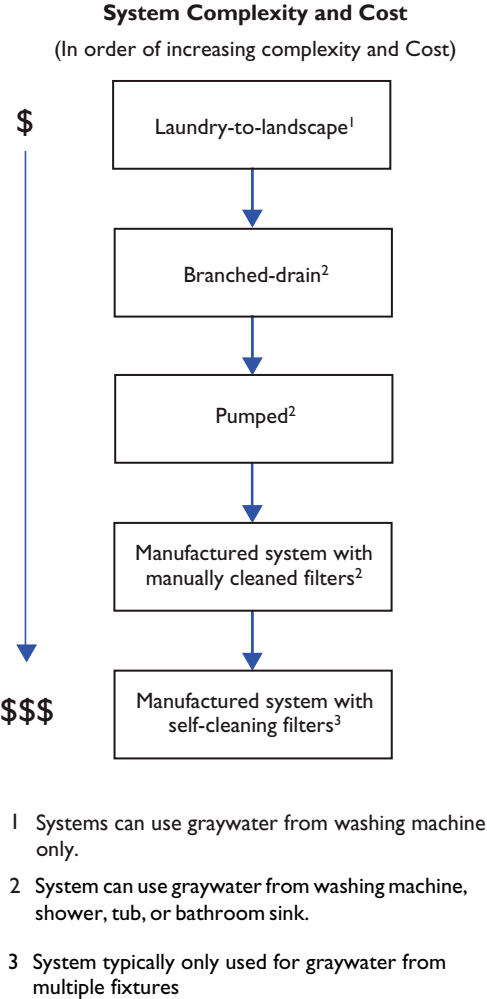 System Complexity and Cost
(In order of increasing complexity and Cost)
$
Laundry-to-landscape¹
Branched-drain²
Pumped²
Manufactured system with
manually cleaned filters²
$$$
Manufactured system with
self-cleaning filters³
1 Systems can use graywater from washing machine
only.
2 System can use graywater from washing machine,
shower, tub, or bathroom sink.
3 System typically only used for graywater from
multiple fixtures